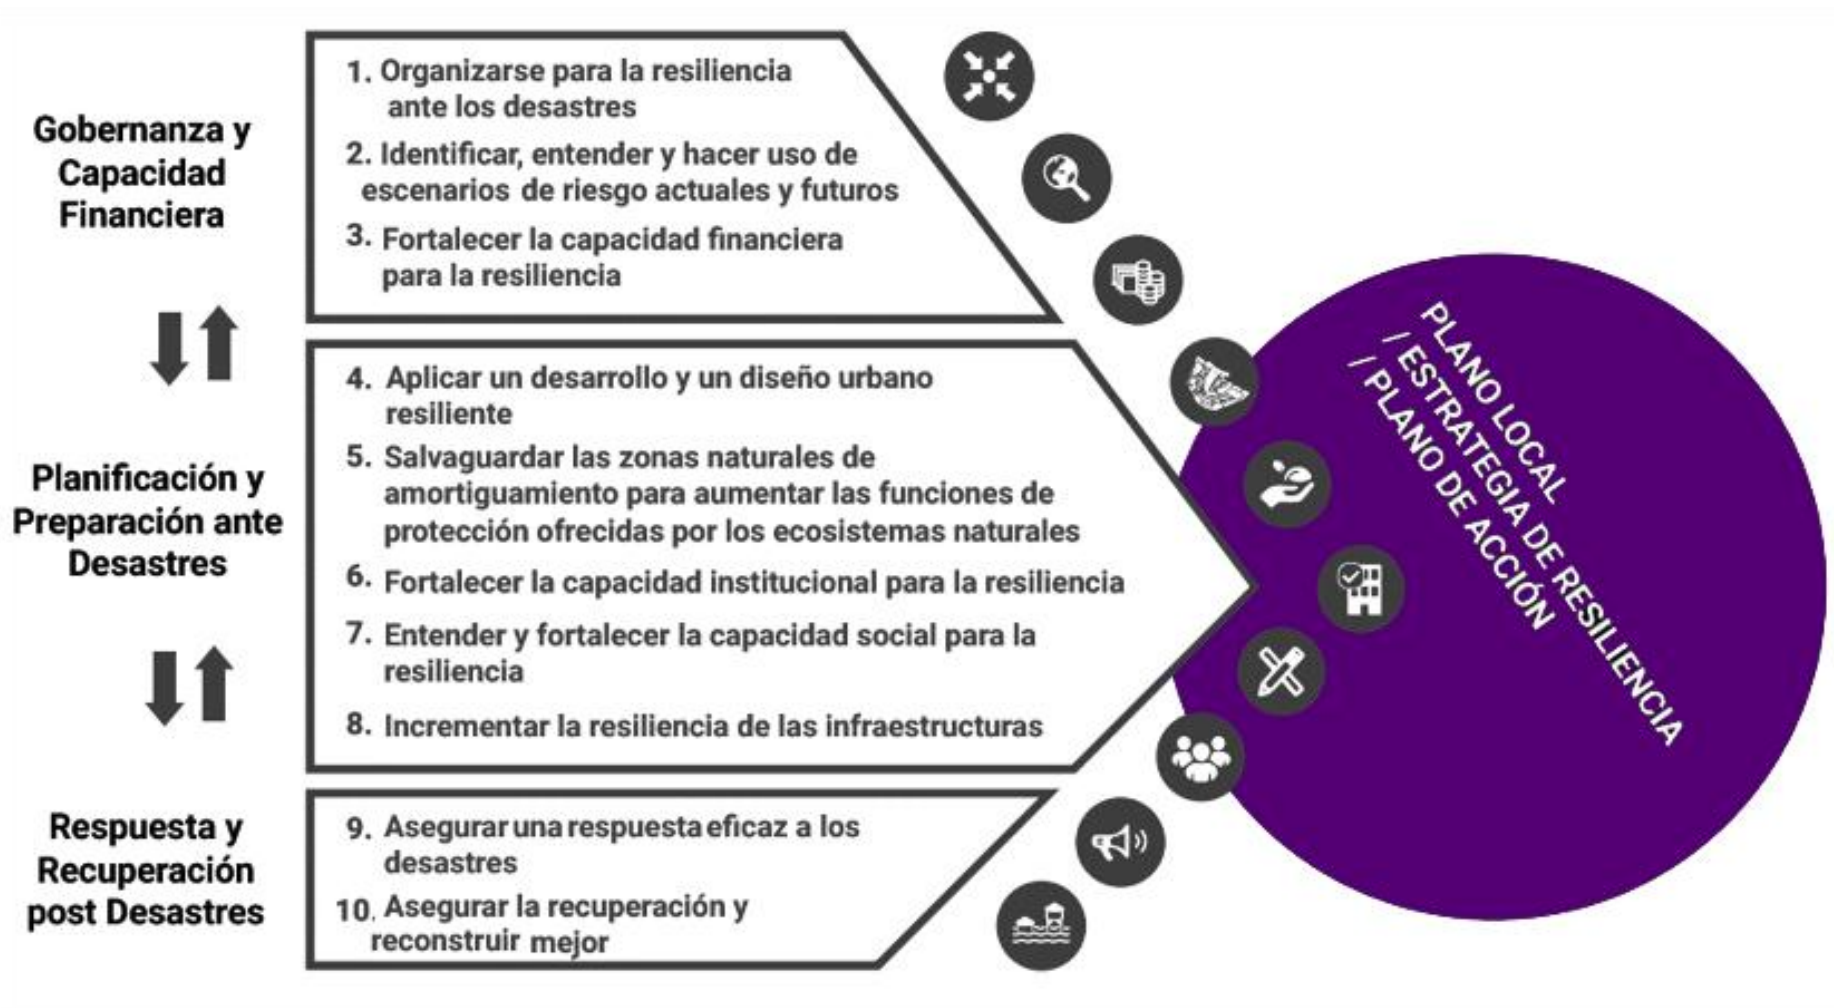 Gobernanza y
Capacidad
Financiera
1. Organizarse para la resiliencia
ante los desastres
2. Identificar, entender y hacer uso de
escenarios de riesgo actuales y futuros
3. Fortalecer la capacidad financiera
para la resiliencia
Planificación y
Preparación ante
Desastres
4. Aplicar un desarrollo y un diseño urbano
resiliente
5. Salvaguardar las zonas naturales de
amortiguamiento para aumentar las funciones de
protección ofrecidas por los ecosistemas naturales
6. Fortalecer la capacidad institucional para la resiliencia
7. Entender y fortalecer la capacidad social para la
resiliencia
8. Incrementar la resiliencia de las infraestructuras
Respuesta y
Recuperación
post Desastres
9. Asegurar una respuesta eficaz a los
desastres
10. Asegurar la recuperación y
reconstruir mejor
PLANO LOCAL
/ ESTRATEGIA DE RESILIENCIA
/ PLANO DE ACCIÓN